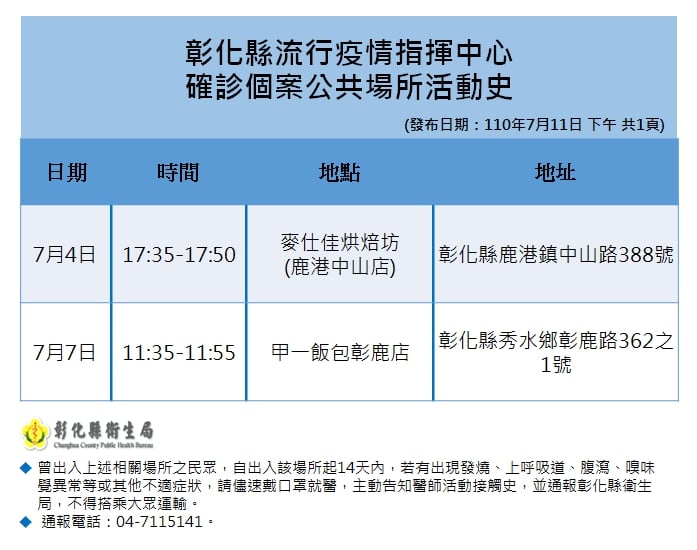 彰化縣流行疫情指揮中心
確診個案公共場所活動史
(發布日期：110年7月11日 下午 共1頁)
日期 時間 地點 地址
7月4日 17:35-17:50 麥仕佳烘焙坊 彰化縣鹿港鎮中山路388號
(鹿港中山店)
7月7日 11:35-11:55 甲一飯包彰鹿店 彰化縣秀水鄉彰鹿路362之
1號
彰化縣衛生局
Changhua County Public Health Bureau
◆ 曾出入上述相關場所之民眾，自出入該場所起14天內，若有出現發燒、上呼吸道、腹瀉、嗅味
覺異常等或其他不適症狀，請儘速戴口罩就醫，主動告知醫師活動接觸史，並通報彰化縣衛生
局，不得搭乘大眾運輸。
◆ 通報電話：04-7115141。